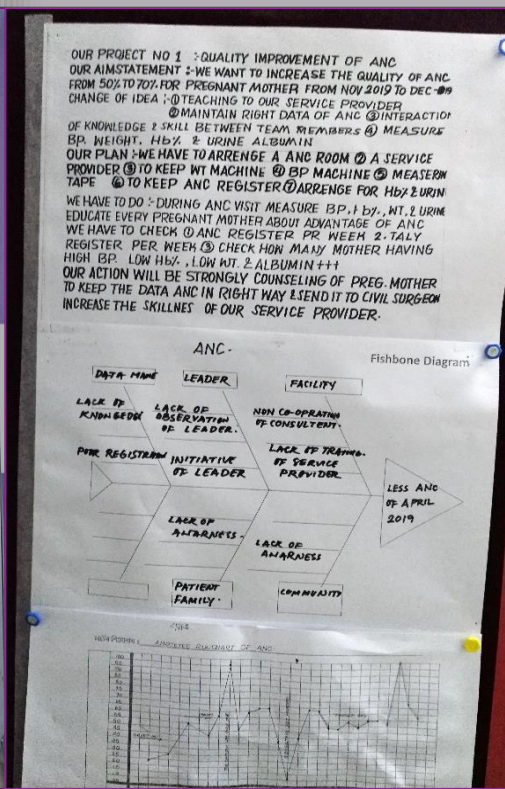 OUR PROJECT NO 1 :-QUALITY IMPROVEMENT OF ANC
OUR AIMSTATEMENT :-WE WANT TO INCREASE THE QUALITY OF ANC
FROM 50% TO 70% FOR PREGNANT MOTHER FROM NOV 2019 TO DEC
CHANGE OF IDEA :-① TEACHING TO OUR SERVICE PROVIDER
② MAINTAIN RIGHT DATA OF ANC ③ INTERACTION
OF KNOWLEDGE & SKILL BETWEEN TEAM MEMBERS ④ MEASURE
BP. WEIGHT. Hb% & URINE ALBUMIN
OUR PLAN :-WE HAVE TO ARRENGE A ANC ROOM ② A SERVICE
PROVIDER ③ TO KEEP WT MACHINE ④ BP MACHINE ⑤ MEASERIN
TAPE ⑥ TO KEEP ANC REGISTER ⑦ ARRENGE FOR Hb% & URIN
WE HAVE TO DO :-DURING ANC VISIT MEASURE BP. Hb%, WT. & URINE
EDUCATE EVERY PREGNANT MOTHER ABOUT ADVANTAGE OF ANC
WE HAVE TO CHECK ① ANC REGISTER PR WEEK 2. TALY
REGISTER PER WEEK ③ CHECK HOW MANY MOTHER HAVING
HIGH BP. LOW Hb%, LOW WT. & ALBUMIN +++
OUR ACTION WILL BE STRONGLY COUNSELING OF PREG. MOTHER
TO KEEP THE DATA ANC IN RIGHT WAY & SEND IT TO CIVIL SURGEON
INCREASE THE SKILLNES OF OUR SERVICE PROVIDER.
ANC.
Fishbone Diagram
DATA MANE
LEADER
FACILITY
LACK OF
KNOWGEDGE
LACK OF
OBSERVATION
OF LEADER.
NON CO-OPRATION
OF CONSULTENT.
POOR REGISTRATION
INITIATIVE
OF LEADER
LACK OF TRAING.
OF SERVICE
PROVIDER
LESS ANC
OF APRIL
2019
LACK OF
AWARNESS.
LACK OF
AWARNESS
PATIENT
FAMILY.
COMMUNITY
RUNCHART OF ANC